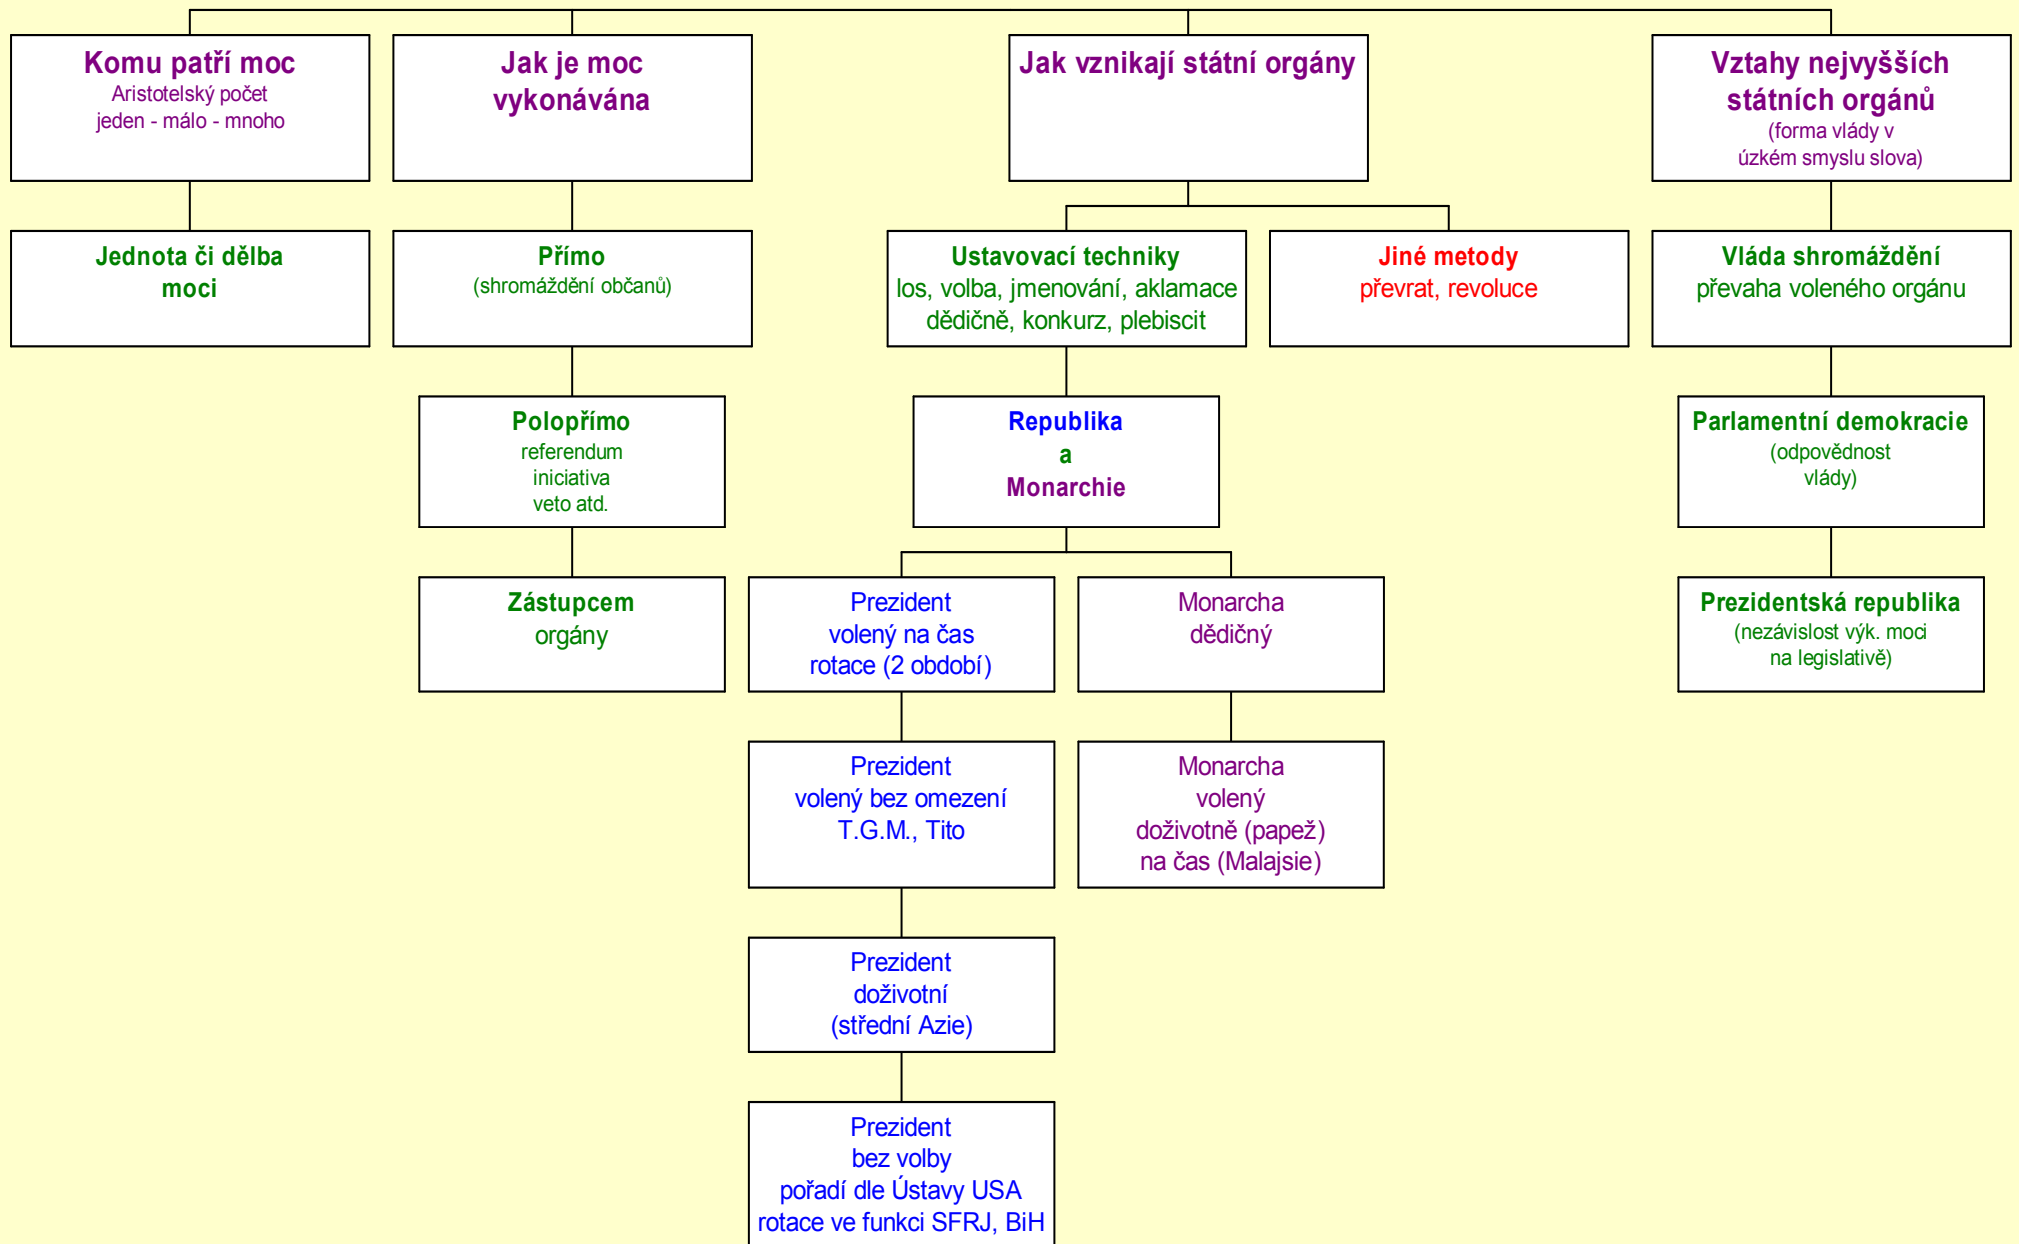 Komu patří moc
Aristotelský počet
jeden - málo - mnoho
Jak je moc
vykonávána
Jak vznikají státní orgány
Vztahy nejvyšších
státních orgánů
(forma vlády v
úzkém smyslu slova)
Jednota či dělba
moci
Přímo
(shromáždění občanů)
Ustavovací techniky
los, volba, jmenování, aklamace
dědičně, konkurz, plebiscit
Jiné metody
převrat, revoluce
Vláda shromáždění
převaha voleného orgánu
Polopřímo
referendum
iniciativa
veto atd.
Republika
a
Monarchie
Parlamentní demokracie
(odpovědnost
vlády)
Zástupcem
orgány
Prezident
volený na čas
rotace (2 období)
Monarcha
dědičný
Prezidentská republika
(nezávislost výk. moci
na legislativě)
Prezident
volený bez omezení
T.G.M., Tito
Monarcha
volený
doživotně (papež)
na čas (Malajsie)
Prezident
doživotní
(střední Azie)
Prezident
bez volby
pořadí dle Ústavy USA
rotace ve funkci SFRJ, BiH